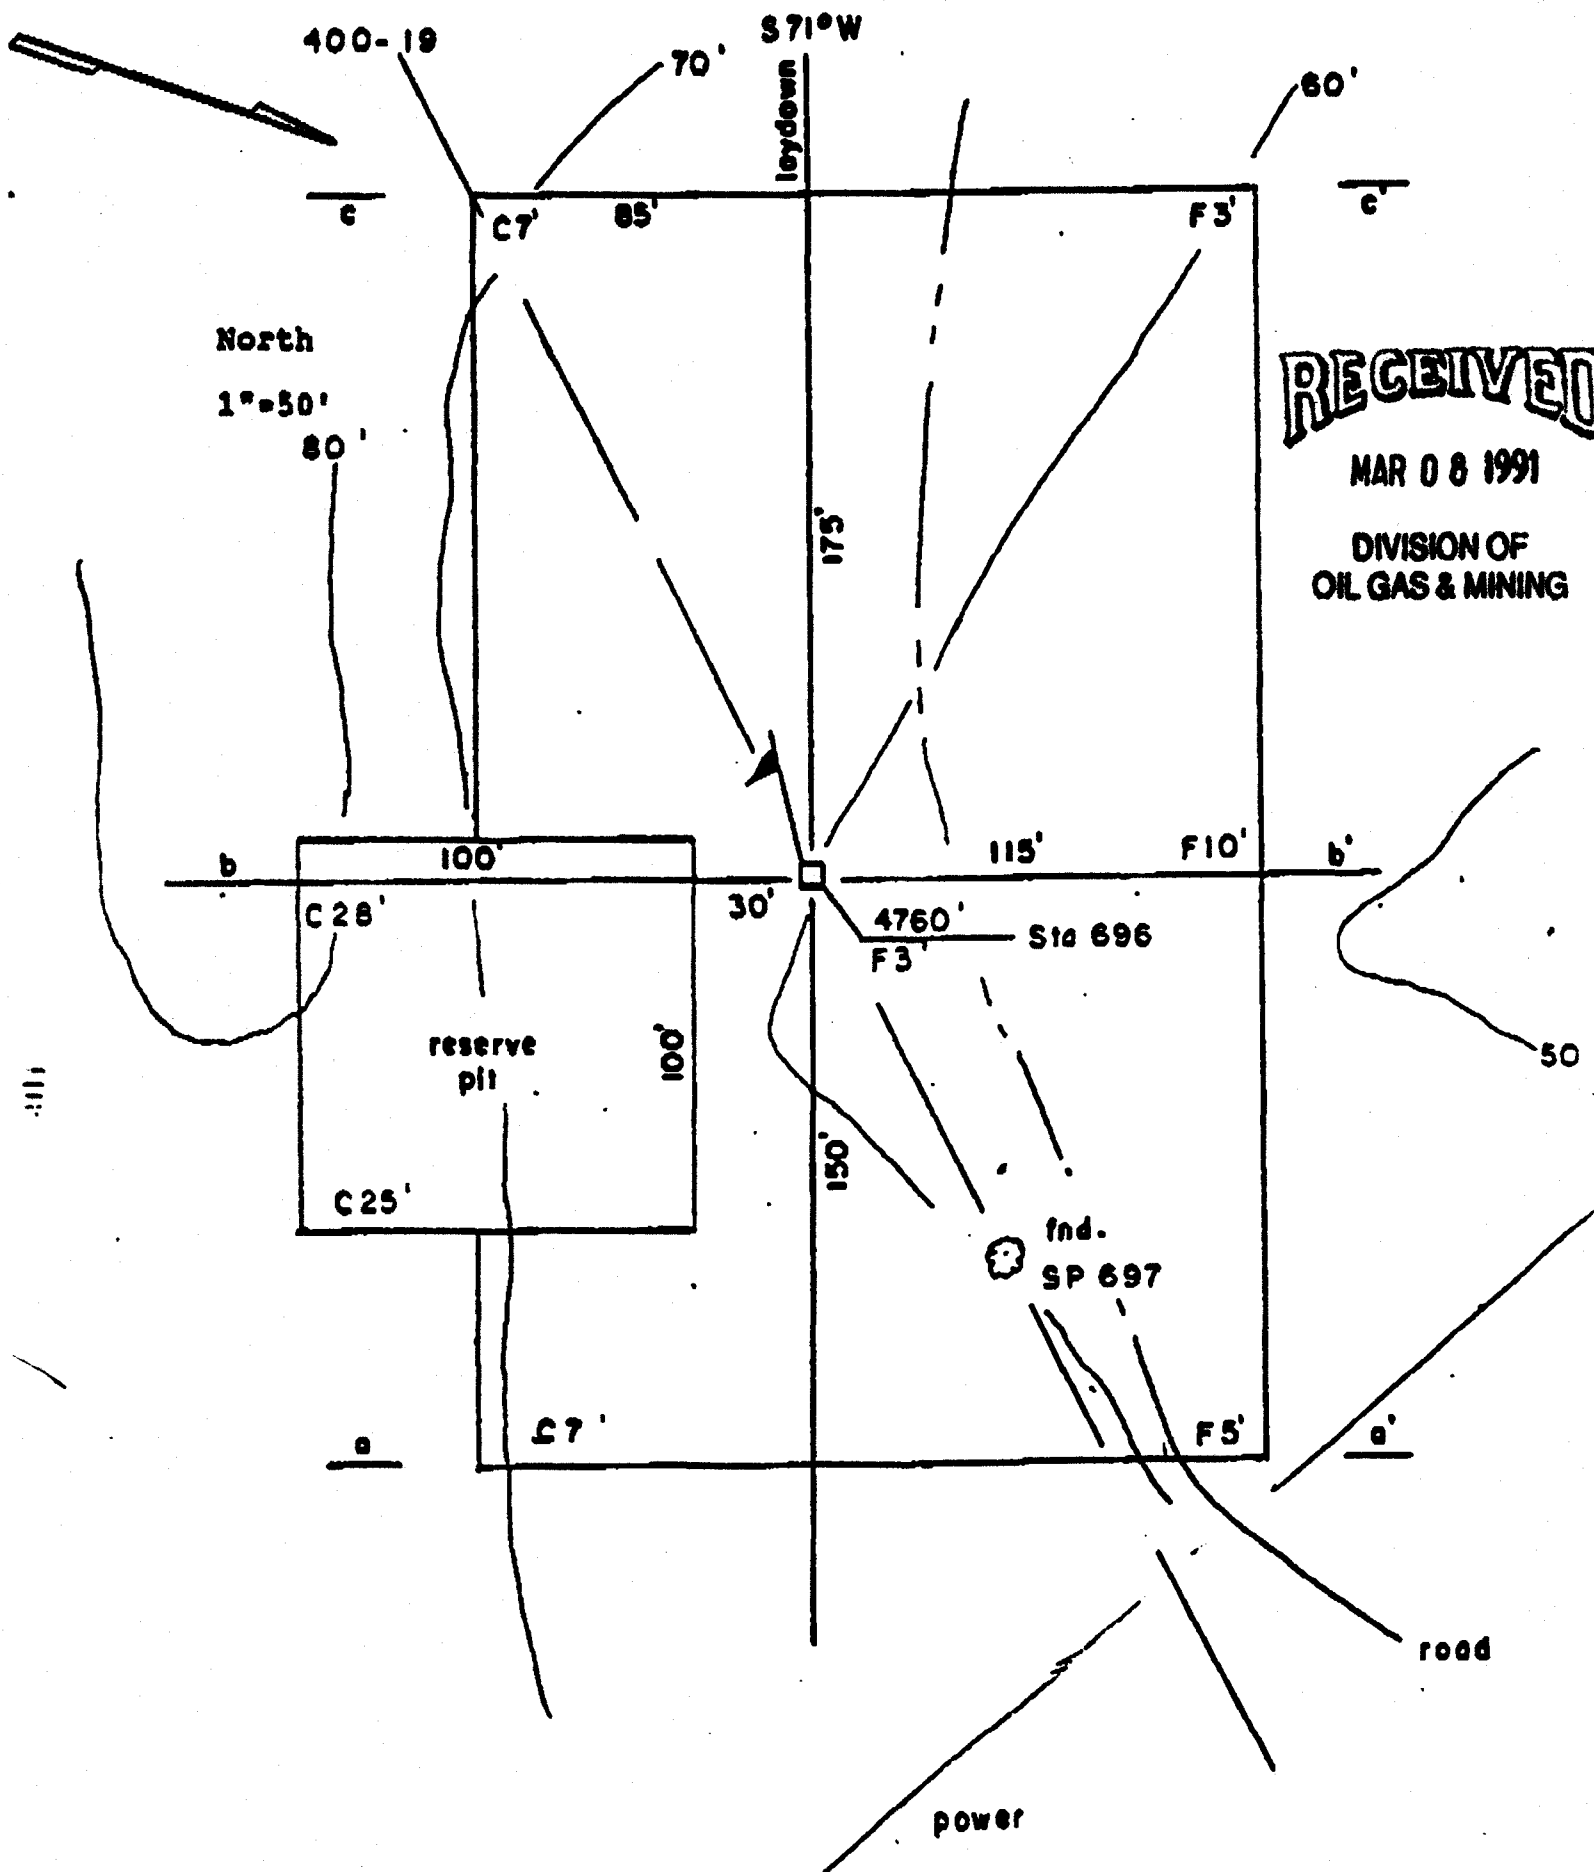 400-19
70'
S71°W
laydown
60'
c
c'
C7'
85'
F3'
North
1"=50'
80'
RECEIVED
MAR 08 1991
DIVISION OF
OIL GAS & MINING
175'
b
100'
115'
F10'
b'
C28'
30'
4760'
Sta 696
F3'
reserve
pit
100'
50
150'
C25'
fnd.
SP 697
a
C7'
F5'
a'
road
power